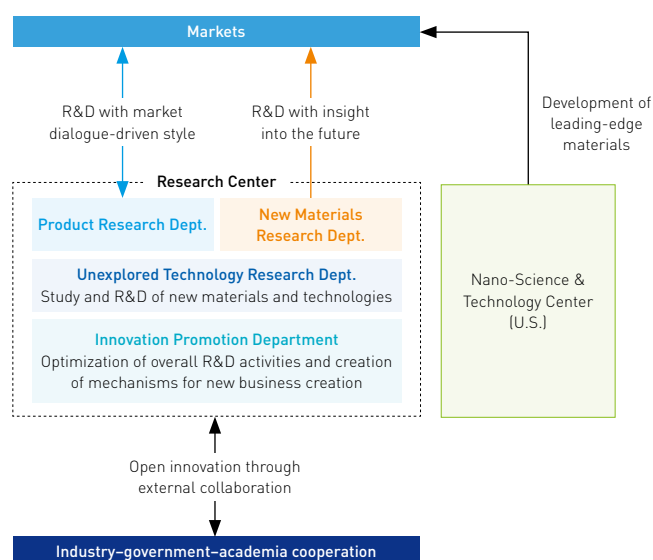 Markets
R&D with market
dialogue-driven style
R&D with insight
into the future
Development of
leading-edge
materials
Research Center
Product Research Dept.
New Materials
Research Dept.
Unexplored Technology Research Dept.
Study and R&D of new materials and technologies
Innovation Promotion Department
Optimization of overall R&D activities and creation
of mechanisms for new business creation
Nano-Science &
Technology Center
(U.S.)
Open innovation through
external collaboration
Industry–government–academia cooperation